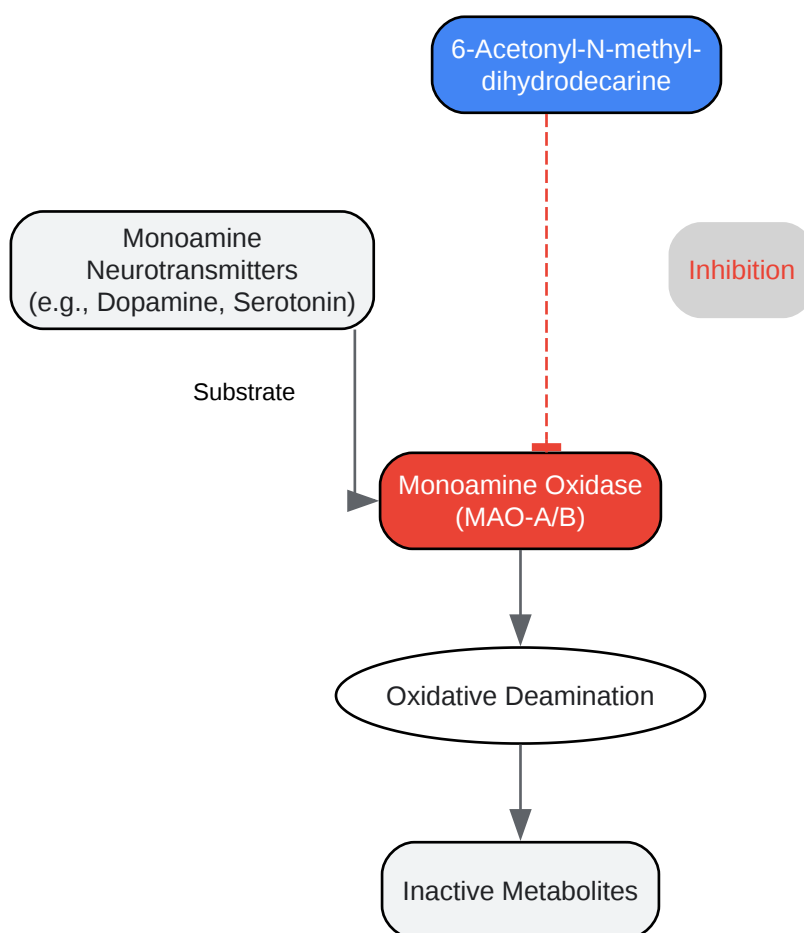 6-Acetonyl-N-methyl-
dihydrodecarine
Monoamine
Neurotransmitters
(e.g., Dopamine, Serotonin)
Inhibition
Substrate
Monoamine Oxidase
(MAO-A/B)
Oxidative Deamination
Inactive Metabolites